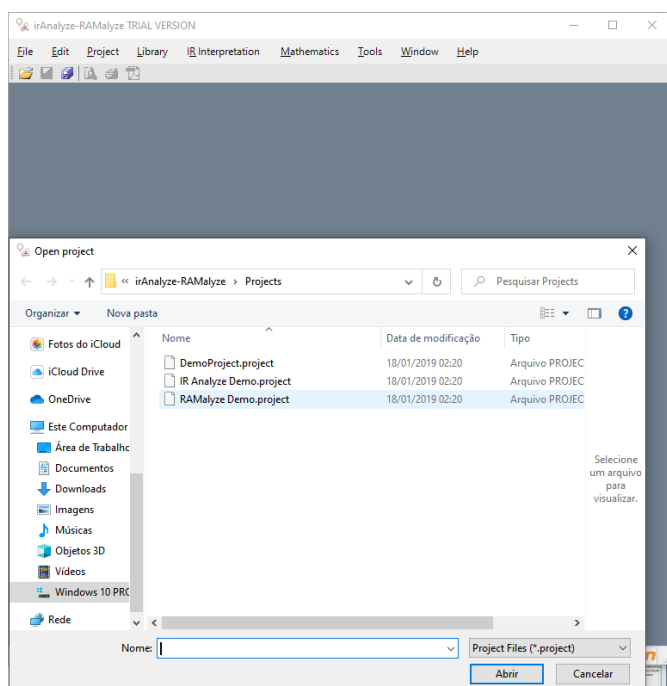 irAnalyze-RAMalyze TRIAL VERSION
File Edit Project Library IR Interpretation Mathematics Tools Window Help
Open project
« irAnalyze-RAMalyze > Projects
Pesquisar Projects
Organizar Nova pasta
Fotos do iCloud
iCloud Drive
OneDrive
Este Computador
Área de Trabalho
Documentos
Downloads
Imagens
Músicas
Objetos 3D
Vídeos
Windows 10 PRO
Rede
Nome Data de modificação Tipo
DemoProject.project 18/01/2019 02:20 Arquivo PROJEC
IR Analyze Demo.project 18/01/2019 02:20 Arquivo PROJEC
RAMalyze Demo.project 18/01/2019 02:20 Arquivo PROJEC
Selecione
um arquivo
para
visualizar.
Nome: Project Files (*.project)
Abrir Cancelar